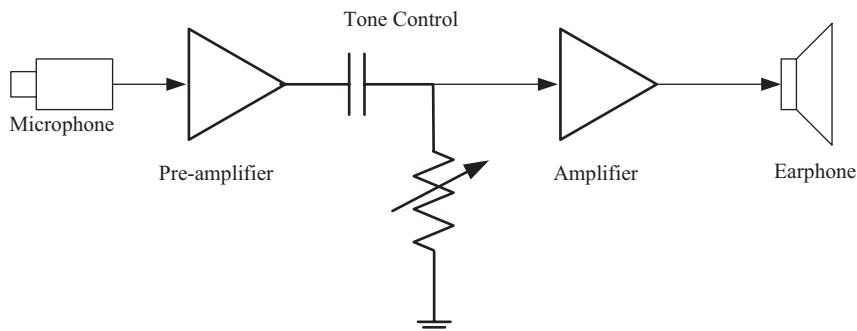 Tone Control
Microphone
Pre-amplifier
Amplifier
Earphone